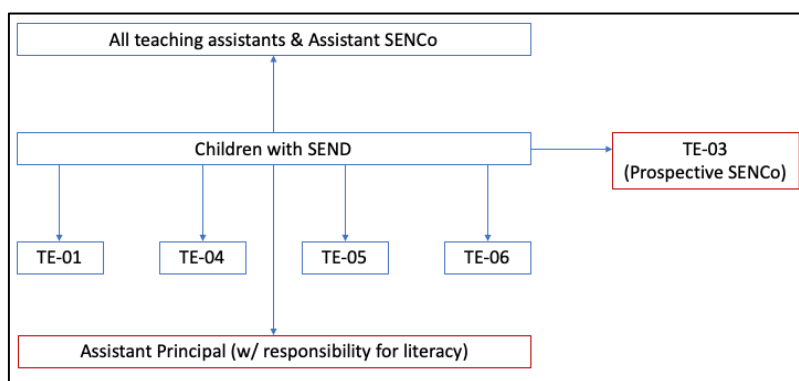 All teaching assistants & Assistant SENCo
Children with SEND
TE-03
(Prospective SENCo)
TE-01
TE-04
TE-05
TE-06
Assistant Principal (w/ responsibility for literacy)